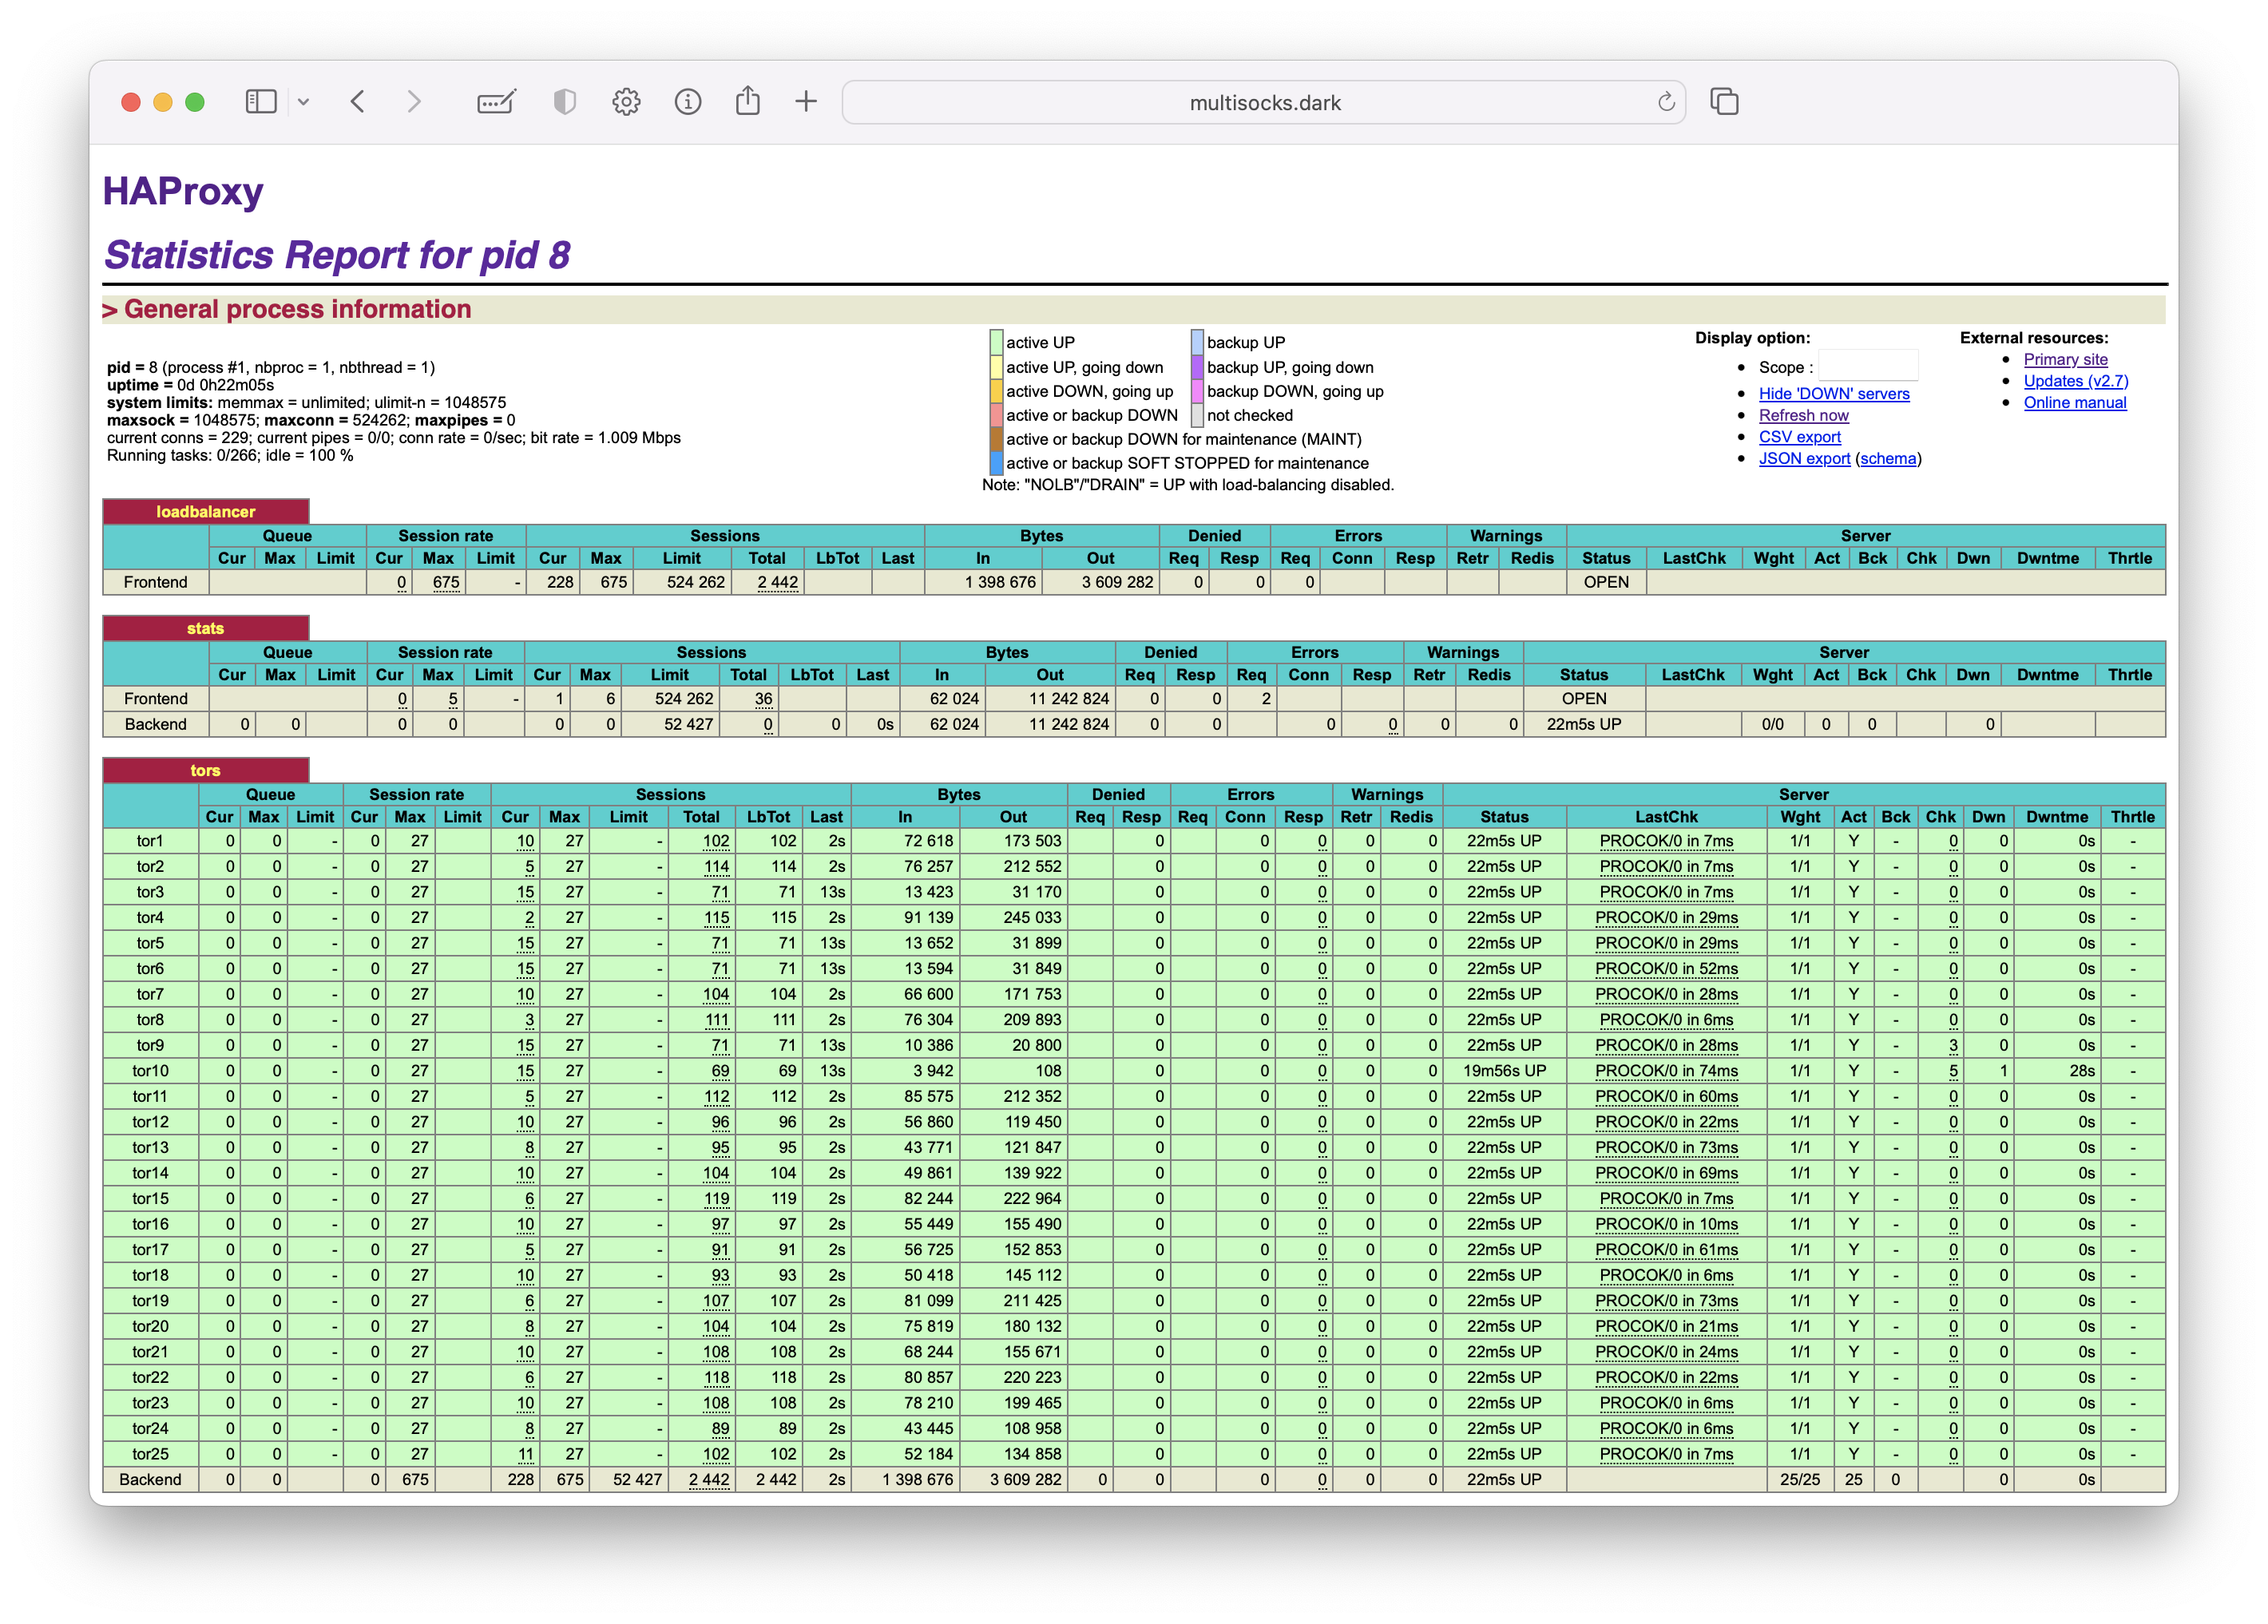 multisocks.dark
HAProxy
Statistics Report for pid 8
> General process information
pid = 8 (process #1, nbproc = 1, nbthread = 1)
uptime = 0d 0h22m05s
system limits: memmax = unlimited; ulimit-n = 1048575
maxsock = 1048575; maxconn = 524262; maxpipes = 0
current conns = 229; current pipes = 0/0; conn rate = 0/sec; bit rate = 1.009 Mbps
Running tasks: 0/266; idle = 100 %
active UP backup UP
active UP, going down backup UP, going down
active DOWN, going up backup DOWN, going up
active or backup DOWN not checked
active or backup DOWN for maintenance (MAINT)
active or backup SOFT STOPPED for maintenance
Note: "NOLB"/"DRAIN" = UP with load-balancing disabled.
Display option:
• Scope :
• Hide 'DOWN' servers
• Refresh now
• CSV export
• JSON export (schema)
External resources:
• Primary site
• Updates (v2.7)
• Online manual
loadbalancer
Queue Session rate Sessions Bytes Denied Errors Warnings Server
Cur Max Limit Cur Max Limit Cur Max Limit Total LbTot Last In Out Req Resp Req Conn Resp Retr Redis Status LastChk Wght Act Bck Chk Dwn Dwntme Thrtle
Frontend 0 675 - 228 675 524 262 2 442 1 398 676 3 609 282 0 0 0 OPEN
stats
Queue Session rate Sessions Bytes Denied Errors Warnings Server
Cur Max Limit Cur Max Limit Cur Max Limit Total LbTot Last In Out Req Resp Req Conn Resp Retr Redis Status LastChk Wght Act Bck Chk Dwn Dwntme Thrtle
Frontend 0 5 - 1 6 524 262 36 62 024 11 242 824 0 0 2 OPEN
Backend 0 0 0 0 0 0 52 427 0 0 0s 62 024 11 242 824 0 0 0 0 0 0 22m5s UP 0/0 0 0 0
tors
Queue Session rate Sessions Bytes Denied Errors Warnings Server
Cur Max Limit Cur Max Limit Cur Max Limit Total LbTot Last In Out Req Resp Req Conn Resp Retr Redis Status LastChk Wght Act Bck Chk Dwn Dwntme Thrtle
tor1 0 0 - 0 27 10 27 - 102 102 2s 72 618 173 503 0 0 0 0 0 22m5s UP PROCOK/0 in 7ms 1/1 Y - 0 0 0s -
tor2 0 0 - 0 27 5 27 - 114 114 2s 76 257 212 552 0 0 0 0 0 22m5s UP PROCOK/0 in 7ms 1/1 Y - 0 0 0s -
tor3 0 0 - 0 27 15 27 - 71 71 13s 13 423 31 170 0 0 0 0 0 22m5s UP PROCOK/0 in 7ms 1/1 Y - 0 0 0s -
tor4 0 0 - 0 27 2 27 - 115 115 2s 91 139 245 033 0 0 0 0 0 22m5s UP PROCOK/0 in 29ms 1/1 Y - 0 0 0s -
tor5 0 0 - 0 27 15 27 - 71 71 13s 13 652 31 899 0 0 0 0 0 22m5s UP PROCOK/0 in 29ms 1/1 Y - 0 0 0s -
tor6 0 0 - 0 27 15 27 - 71 71 13s 13 594 31 849 0 0 0 0 0 22m5s UP PROCOK/0 in 52ms 1/1 Y - 0 0 0s -
tor7 0 0 - 0 27 10 27 - 104 104 2s 66 600 171 753 0 0 0 0 0 22m5s UP PROCOK/0 in 28ms 1/1 Y - 0 0 0s -
tor8 0 0 - 0 27 3 27 - 111 111 2s 76 304 209 893 0 0 0 0 0 22m5s UP PROCOK/0 in 6ms 1/1 Y - 0 0 0s -
tor9 0 0 - 0 27 15 27 - 71 71 13s 10 386 20 800 0 0 0 0 0 22m5s UP PROCOK/0 in 28ms 1/1 Y - 3 0 0s -
tor10 0 0 - 0 27 15 27 - 69 69 13s 3 942 108 0 0 0 0 0 19m56s UP PROCOK/0 in 74ms 1/1 Y - 5 1 28s -
tor11 0 0 - 0 27 5 27 - 112 112 2s 85 575 212 352 0 0 0 0 0 22m5s UP PROCOK/0 in 60ms 1/1 Y - 0 0 0s -
tor12 0 0 - 0 27 10 27 - 96 96 2s 56 860 119 450 0 0 0 0 0 22m5s UP PROCOK/0 in 22ms 1/1 Y - 0 0 0s -
tor13 0 0 - 0 27 8 27 - 95 95 2s 43 771 121 847 0 0 0 0 0 22m5s UP PROCOK/0 in 73ms 1/1 Y - 0 0 0s -
tor14 0 0 - 0 27 10 27 - 104 104 2s 49 861 139 922 0 0 0 0 0 22m5s UP PROCOK/0 in 69ms 1/1 Y - 0 0 0s -
tor15 0 0 - 0 27 6 27 - 119 119 2s 82 244 222 964 0 0 0 0 0 22m5s UP PROCOK/0 in 7ms 1/1 Y - 0 0 0s -
tor16 0 0 - 0 27 10 27 - 97 97 2s 55 449 155 490 0 0 0 0 0 22m5s UP PROCOK/0 in 10ms 1/1 Y - 0 0 0s -
tor17 0 0 - 0 27 5 27 - 91 91 2s 56 725 152 853 0 0 0 0 0 22m5s UP PROCOK/0 in 61ms 1/1 Y - 0 0 0s -
tor18 0 0 - 0 27 10 27 - 93 93 2s 50 418 145 112 0 0 0 0 0 22m5s UP PROCOK/0 in 6ms 1/1 Y - 0 0 0s -
tor19 0 0 - 0 27 6 27 - 107 107 2s 81 099 211 425 0 0 0 0 0 22m5s UP PROCOK/0 in 73ms 1/1 Y - 0 0 0s -
tor20 0 0 - 0 27 8 27 - 104 104 2s 75 819 180 132 0 0 0 0 0 22m5s UP PROCOK/0 in 21ms 1/1 Y - 0 0 0s -
tor21 0 0 - 0 27 10 27 - 108 108 2s 68 244 155 671 0 0 0 0 0 22m5s UP PROCOK/0 in 24ms 1/1 Y - 0 0 0s -
tor22 0 0 - 0 27 6 27 - 118 118 2s 80 857 220 223 0 0 0 0 0 22m5s UP PROCOK/0 in 22ms 1/1 Y - 0 0 0s -
tor23 0 0 - 0 27 10 27 - 108 108 2s 78 210 199 465 0 0 0 0 0 22m5s UP PROCOK/0 in 6ms 1/1 Y - 0 0 0s -
tor24 0 0 - 0 27 8 27 - 89 89 2s 43 445 108 958 0 0 0 0 0 22m5s UP PROCOK/0 in 6ms 1/1 Y - 0 0 0s -
tor25 0 0 - 0 27 11 27 - 102 102 2s 52 184 134 858 0 0 0 0 0 22m5s UP PROCOK/0 in 7ms 1/1 Y - 0 0 0s -
Backend 0 0 0 675 228 675 52 427 2 442 2 442 2s 1 398 676 3 609 282 0 0 0 0 0 0 22m5s UP 25/25 25 0 0 0s